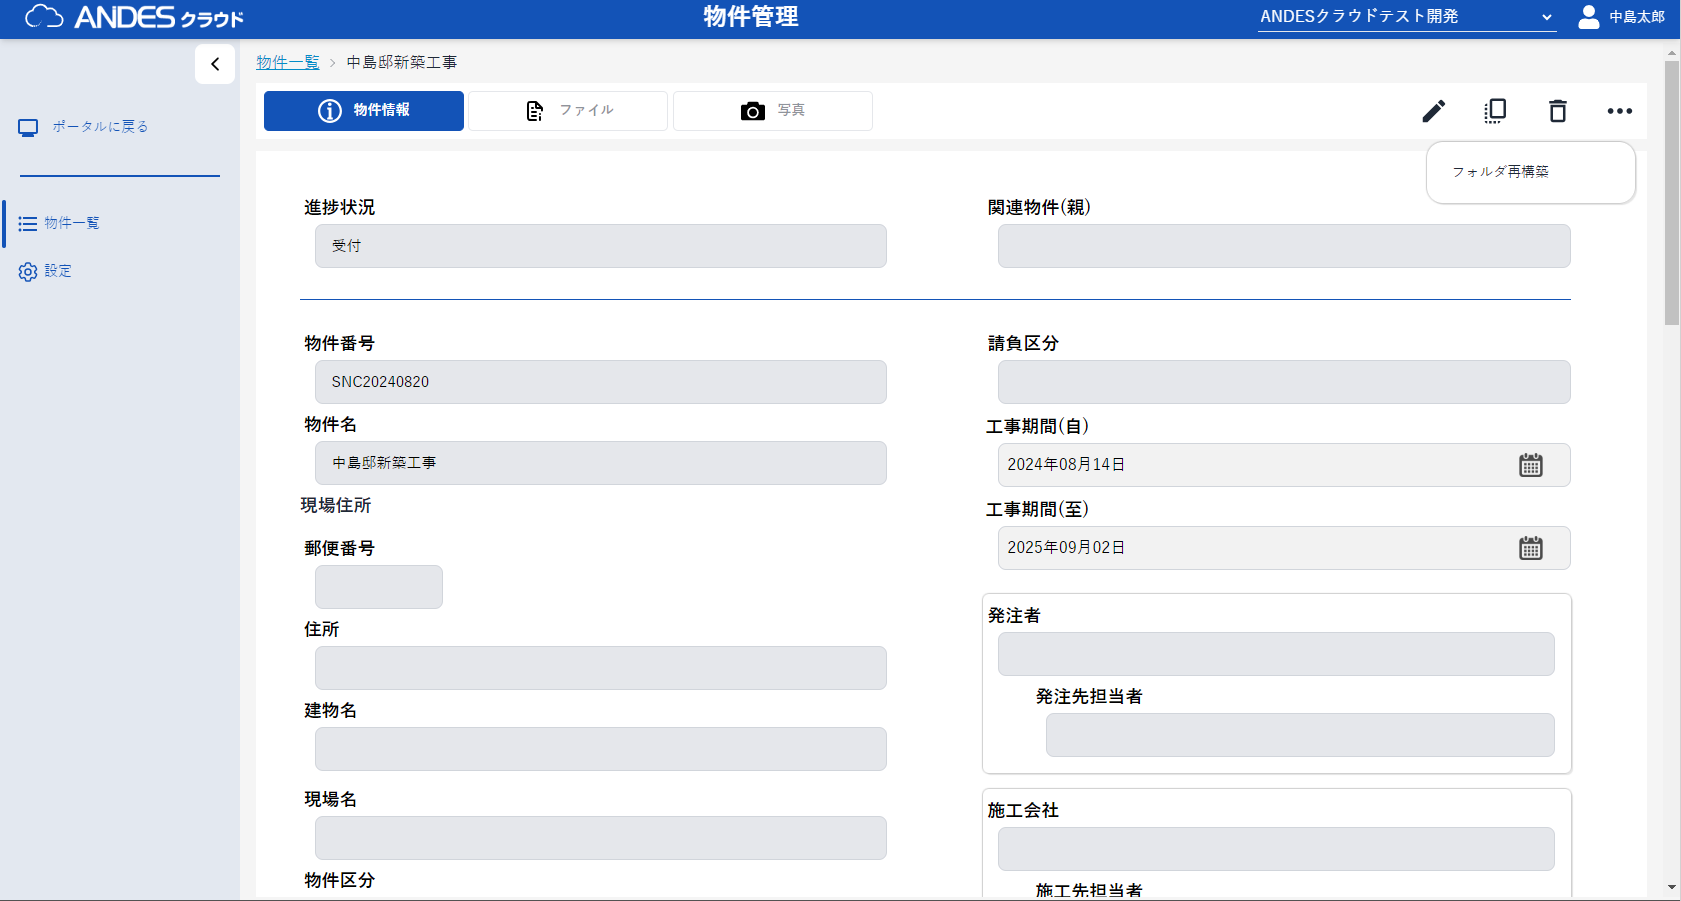 ANDES クラウド
物件管理
ANDESクラウドテスト開発
中島太郎
物件一覧 > 中島邸新築工事
ポータルに戻る
物件一覧
設定
物件情報
ファイル
写真
フォルダ再構築
進捗状況
受付
関連物件(親)
物件番号
SNC20240820
請負区分
物件名
中島邸新築工事
工事期間(自)
2024年08月14日
現場住所
工事期間(至)
2025年09月02日
郵便番号
住所
発注者
建物名
発注先担当者
現場名
施工会社
物件区分
施工先担当者